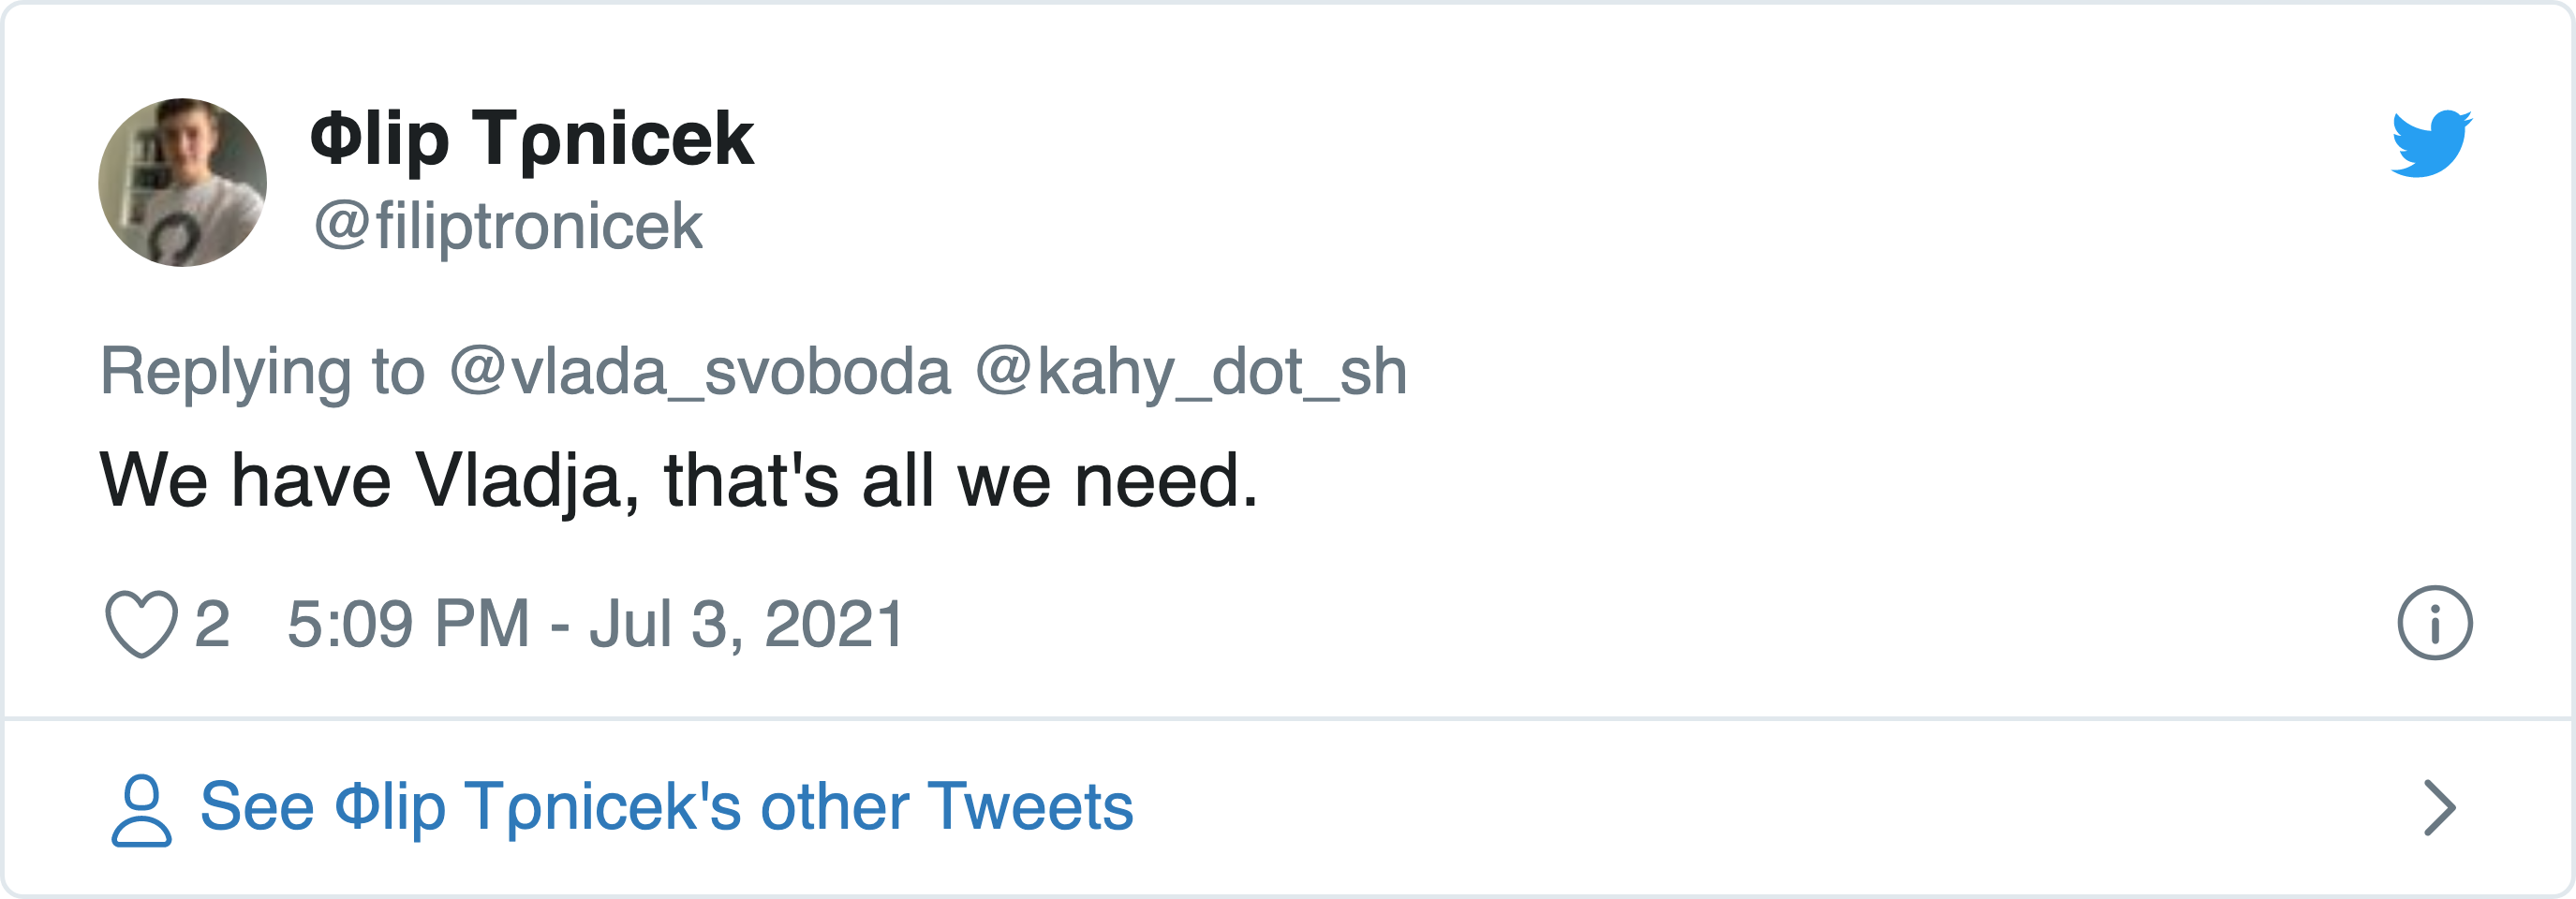 Φlip Tρnicek
@filiptronicek
Replying to @vlada_svoboda @kahy_dot_sh
We have Vladja, that's all we need.
2 5:09 PM - Jul 3, 2021
See Φlip Tρnicek's other Tweets